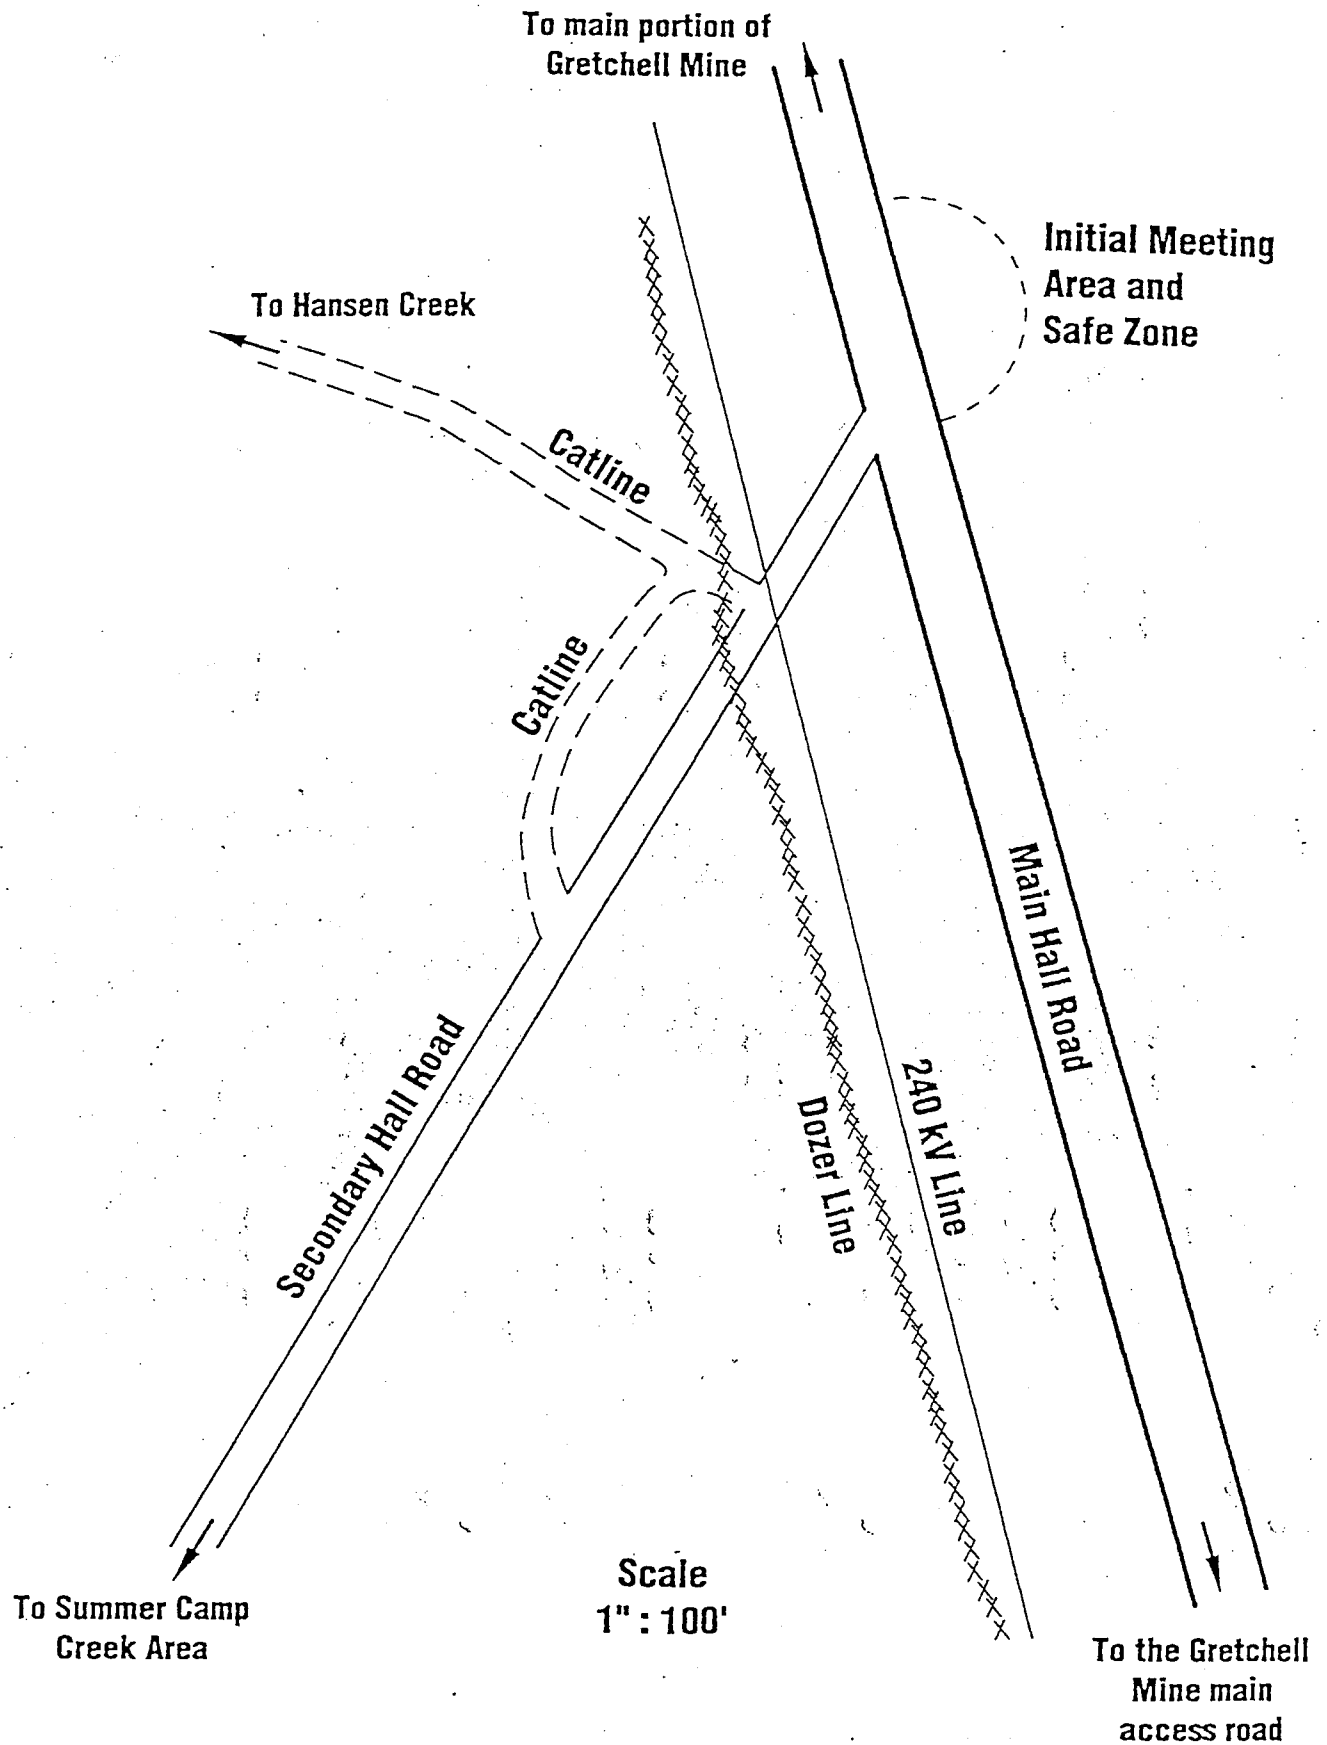 To main portion of
Gretchell Mine
Initial Meeting
Area and
Safe Zone
To Hansen Creek
Catline
Catline
Main Hall Road
240 kV Line
Dozer Line
Secondary Hall Road
Scale
1" : 100'
To Summer Camp
Creek Area
To the Gretchell
Mine main
access road